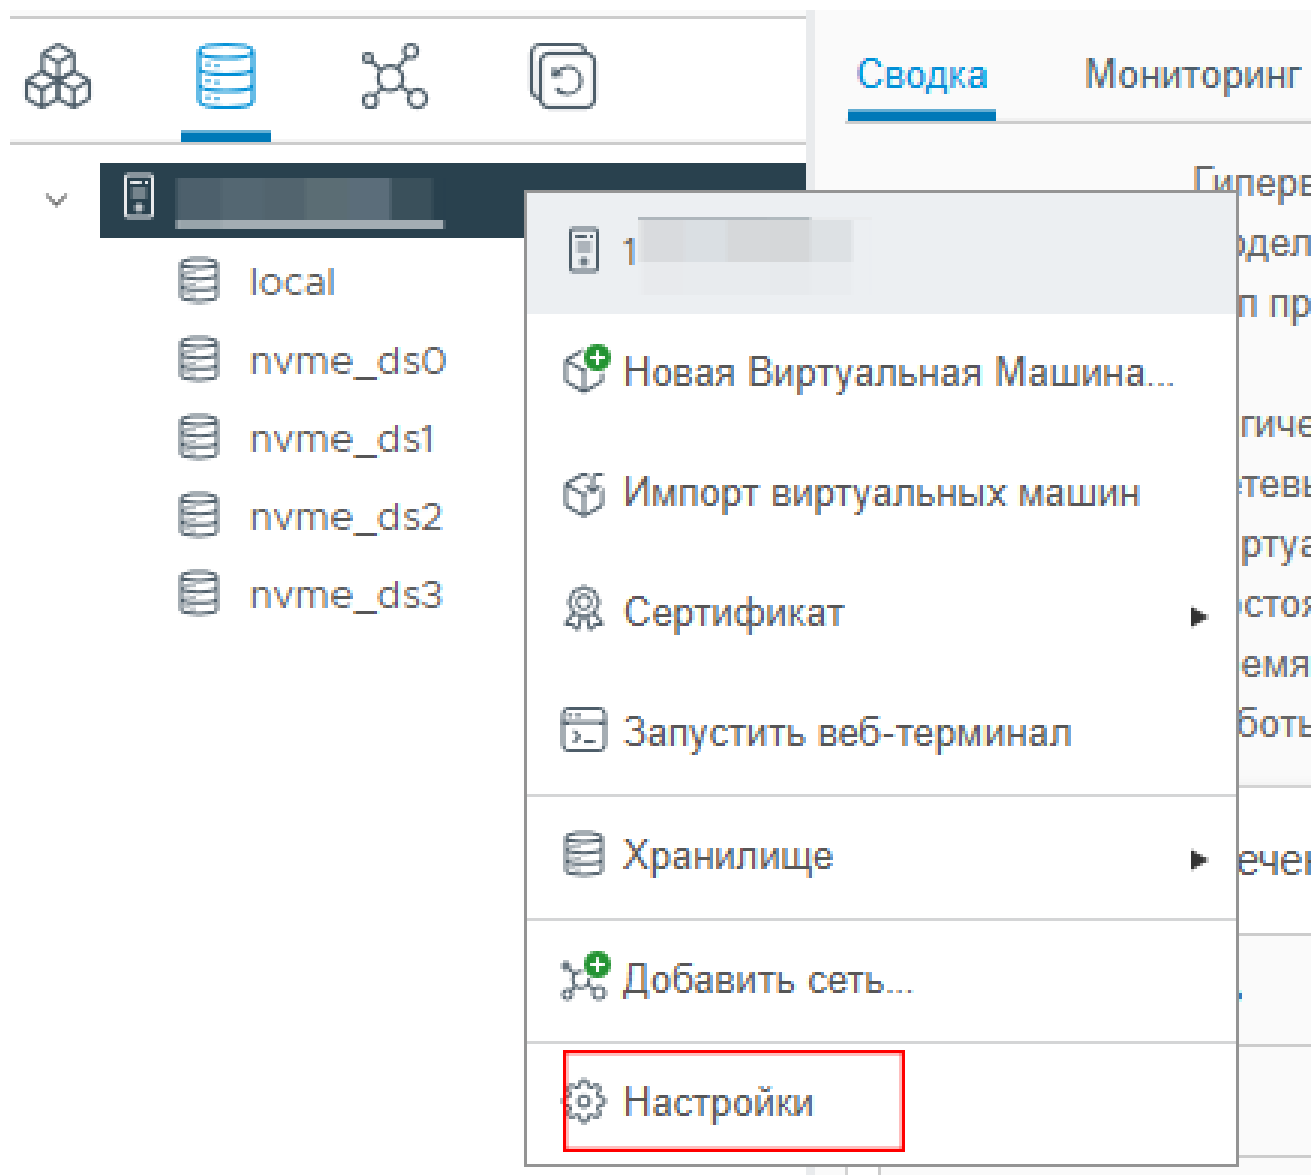 Сводка
Мониторинг
local
nvme_ds0
nvme_ds1
nvme_ds2
nvme_ds3
1
Новая Виртуальная Машина...
Импорт виртуальных машин
Сертификат
Запустить веб-терминал
Хранилище
Добавить сеть...
Настройки